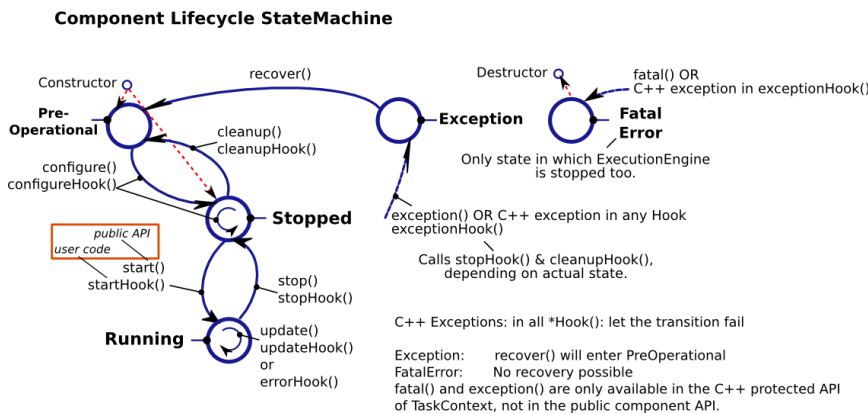 Component Lifecycle StateMachine
Constructor
recover()
Destructor
fatal() OR
C++ exception in exceptionHook()
Pre-
Operational
Exception
Fatal
Error
cleanup()
cleanupHook()
Only state in which ExecutionEngine
is stopped too.
configure()
configureHook()
Stopped
exception() OR C++ exception in any Hook
exceptionHook()
public API
user code
start()
startHook()
Calls stopHook() & cleanupHook(),
depending on actual state.
stop()
stopHook()
Running
update()
updateHook()
or
errorHook()
C++ Exceptions: in all *Hook(): let the transition fail
Exception: recover() will enter PreOperational
FatalError: No recovery possible
fatal() and exception() are only available in the C++ protected API
of TaskContext, not in the public component API.